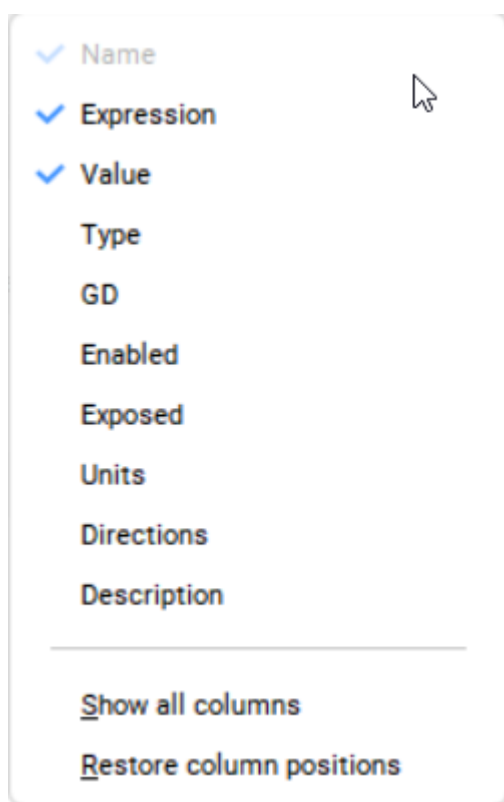 Name
Expression
Value
Type
GD
Enabled
Exposed
Units
Directions
Description
Show all columns
Restore column positions